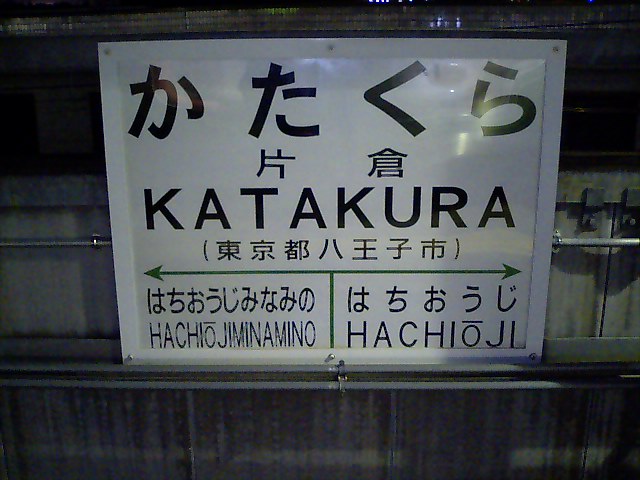 かたくら
片倉
KATAKURA
(東京都八王子市)
はちおうじみなみの はちおうじ
HACHIŌJIMINAMINO HACHIŌJI